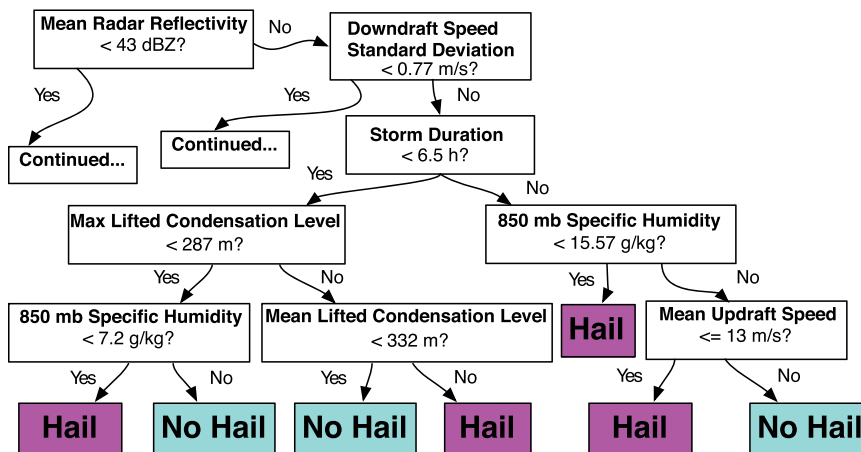 Mean Radar Reflectivity
< 43 dBZ?
No
Downdraft Speed
Standard Deviation
< 0.77 m/s?
Yes
Yes
No
Continued...
Continued...
Storm Duration
< 6.5 h?
Yes
No
Max Lifted Condensation Level
< 287 m?
850 mb Specific Humidity
< 15.57 g/kg?
Yes
No
Yes
No
850 mb Specific Humidity
< 7.2 g/kg?
Mean Lifted Condensation Level
< 332 m?
Hail
Mean Updraft Speed
<= 13 m/s?
Yes
No
Yes
No
Yes
No
Hail
No Hail
No Hail
Hail
Hail
No Hail